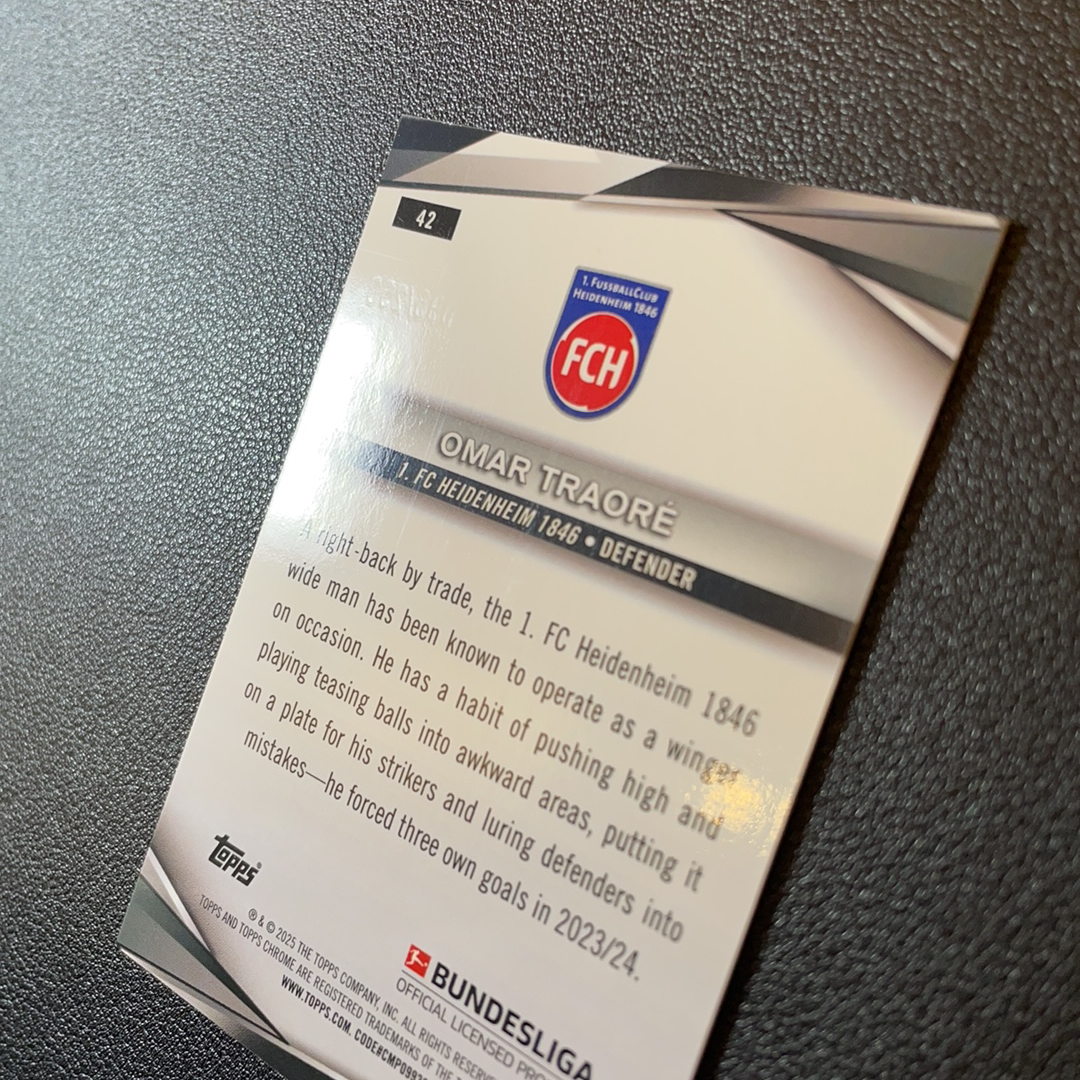 42
1. FUSSBALLCLUB
HEIDENHEIM 1846
FCH
OMAR TRAORÉ
1. FC HEIDENHEIM 1846 • DEFENDER
A right-back by trade, the 1. FC Heidenheim 1846
wide man has been known to operate as a winger
on occasion. He has a habit of pushing high and
playing teasing balls into awkward areas, putting it
on a plate for his strikers and luring defenders into
mistakes—he forced three own goals in 2023/24.
topps®
® & © 2025 THE TOPPS COMPANY, INC. ALL RIGHTS RESERVED
TOPPS AND TOPPS CHROME ARE REGISTERED TRADEMARKS OF THE
WWW.TOPPS.COM. 
BUNDESLIGA
OFFICIAL LICENSED